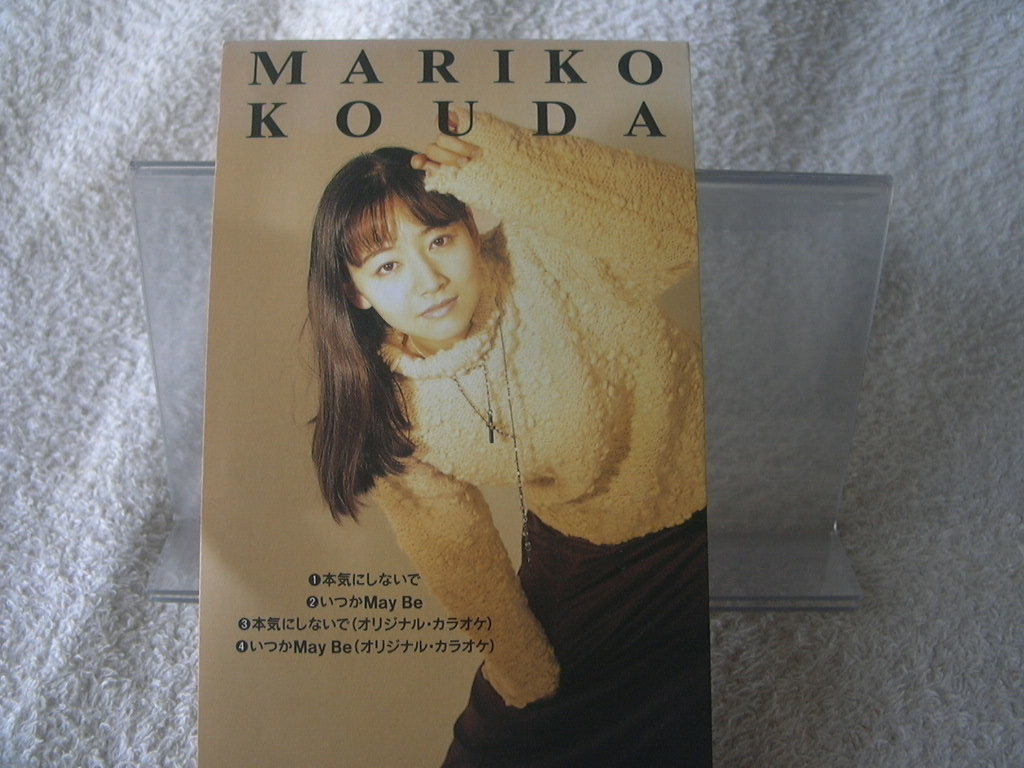 MARIKO
KOUDA
❶本気にしないで
❷いつかMay Be
❸本気にしないで(オリジナル・カラオケ)
❹いつかMay Be(オリジナル・カラオケ)